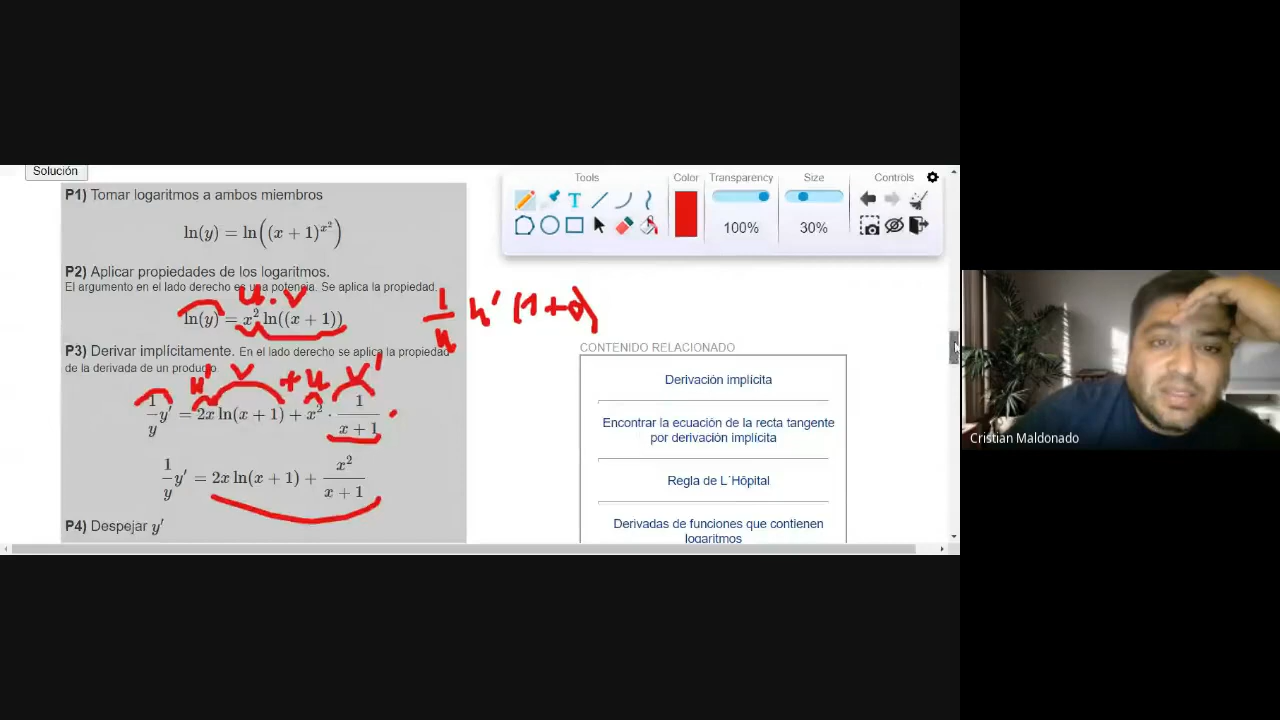 Solución
P1) Tomar logaritmos a ambos miembros
ln(y) = ln((x + 1)^{x^2})
P2) Aplicar propiedades de los logaritmos.
El argumento en el lado derecho es una potencia. Se aplica la propiedad.
u . v
ln(y) = x^2 ln((x + 1))
1/u u' (1+0)
P3) Derivar implícitamente. En el lado derecho se aplica la propiedad
de la derivada de un producto.
u' v + u v'
1/y y' = 2x ln(x + 1) + x^2 · 1/(x + 1) ·
1/y y' = 2x ln(x + 1) + x^2/(x + 1)
P4) Despejar y'
Tools
Color
Transparency
Size
Controls
T
100%
30%
CONTENIDO RELACIONADO
Derivación implícita
Encontrar la ecuación de la recta tangente
por derivación implícita
Regla de L´Hôpital
Derivadas de funciones que contienen
logaritmos
Cristian Maldonado